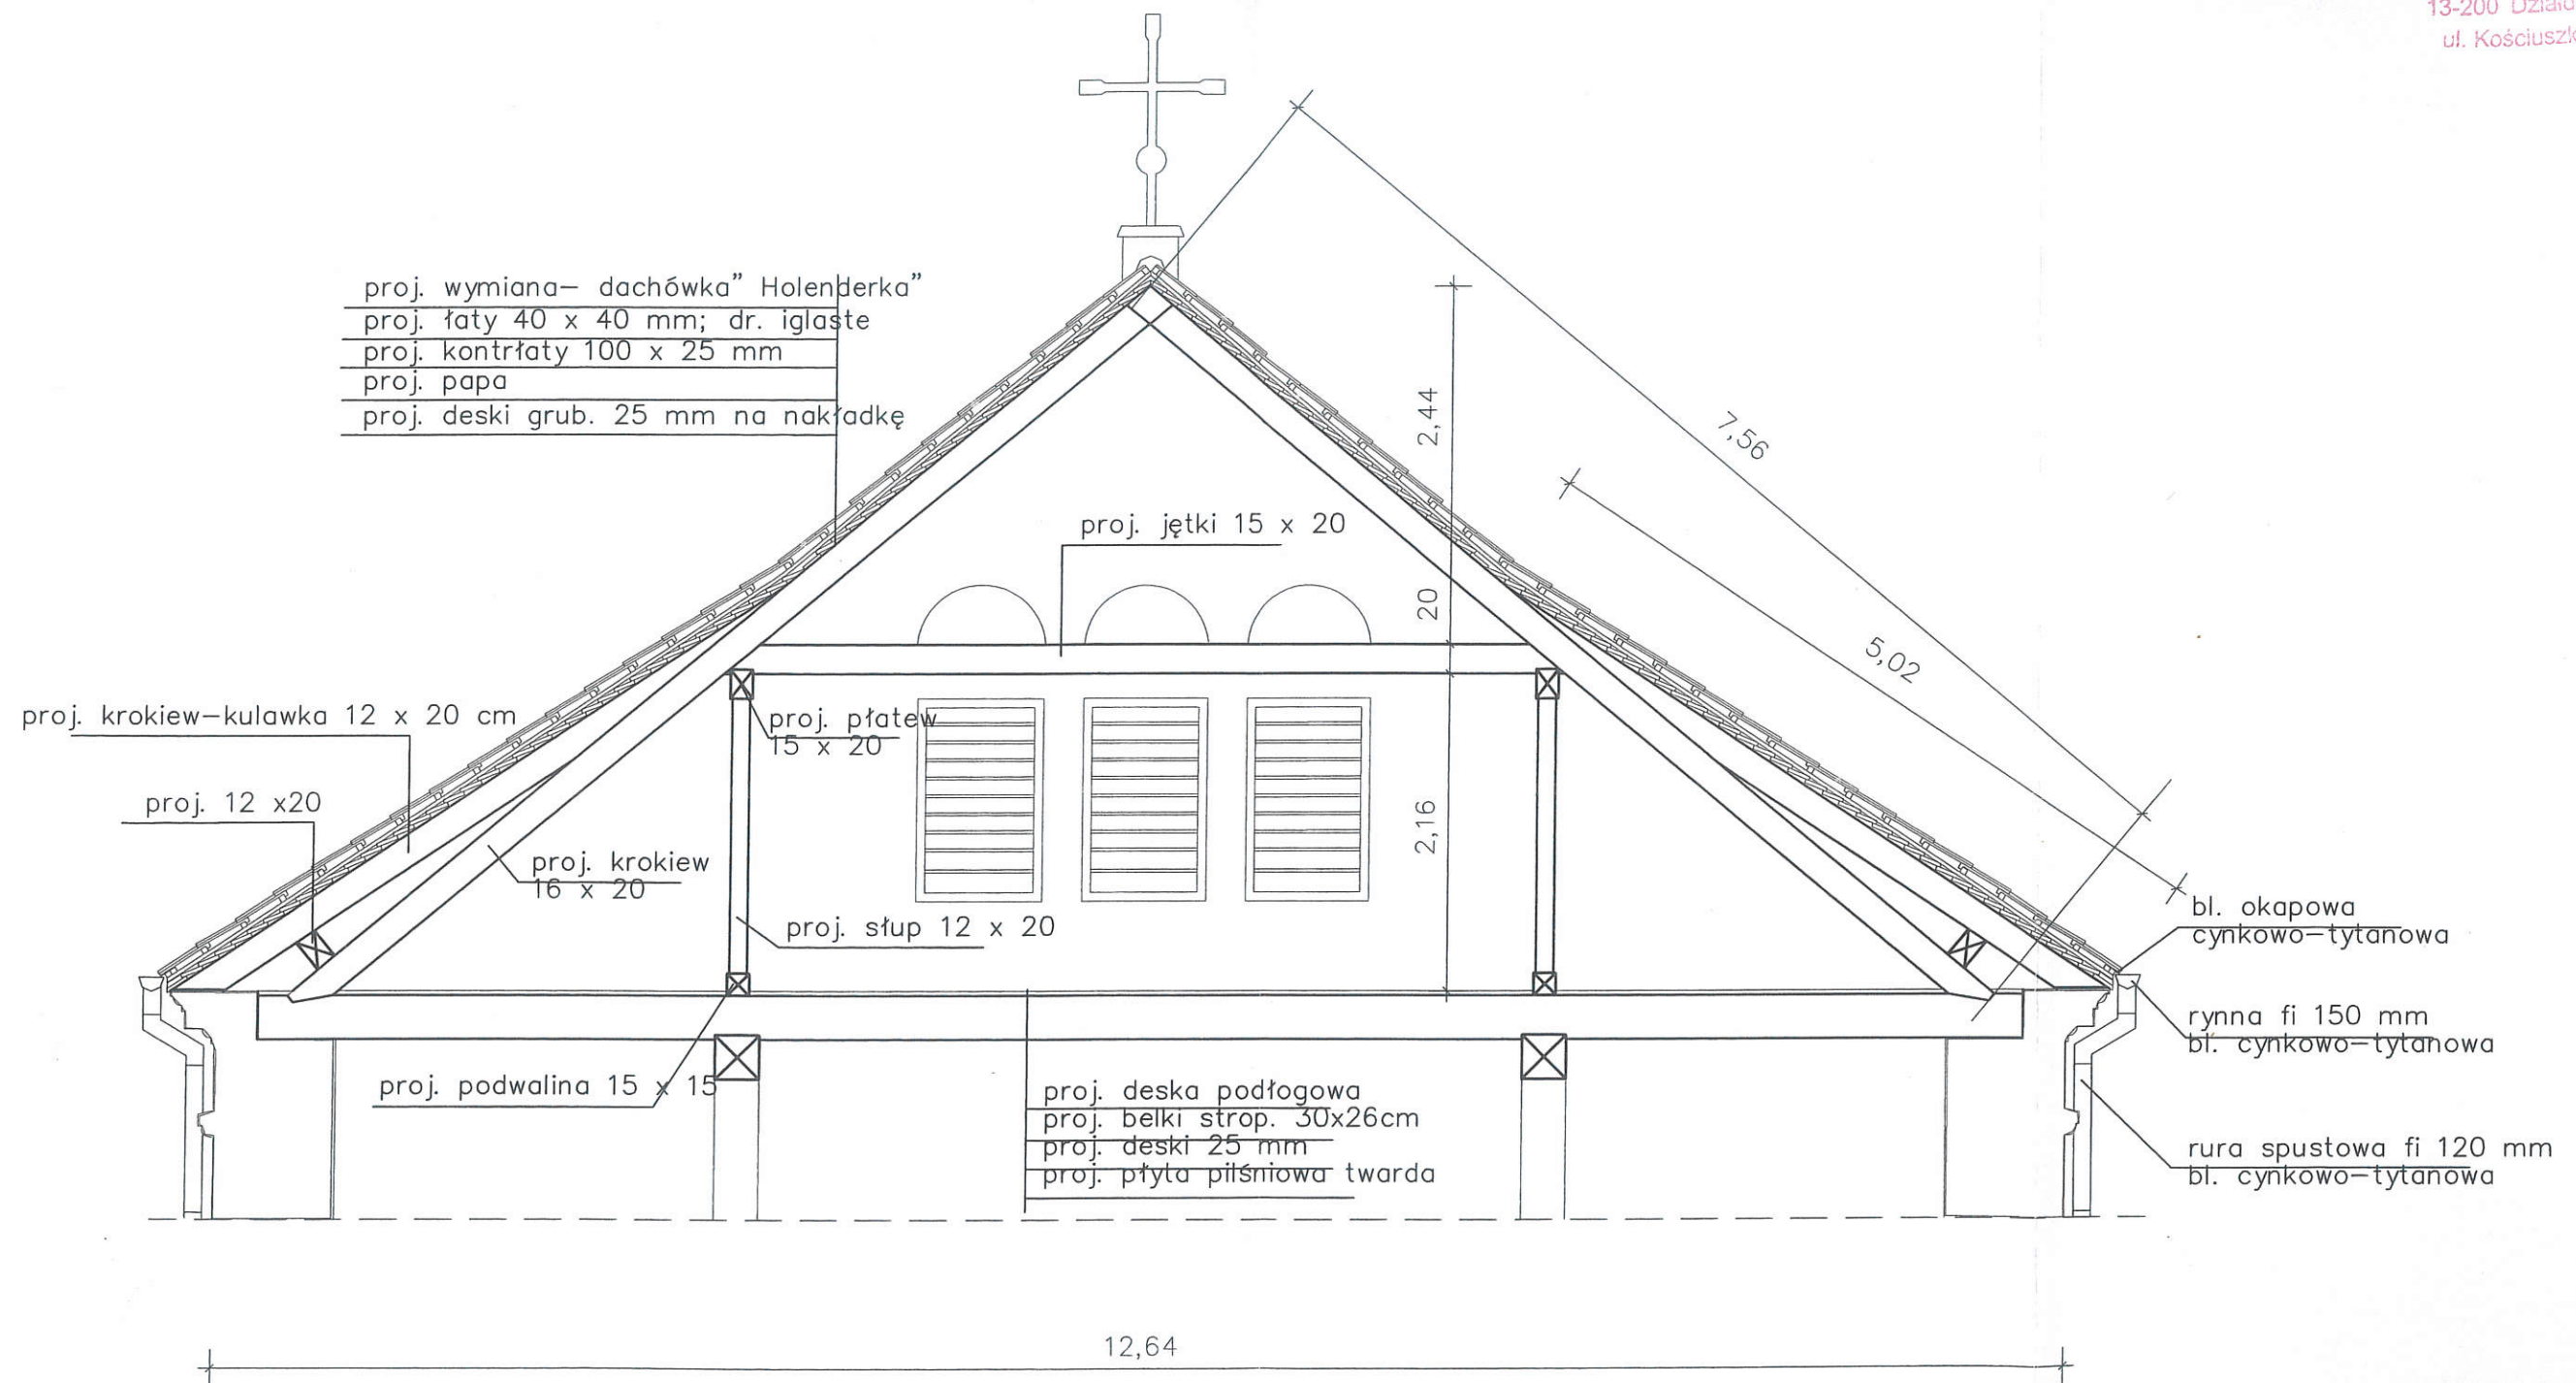 13-200
ul.
proj. wymiana– dachówka” Holenderka”
proj. łaty 40 x 40 mm; dr. iglaste
proj. kontrłaty 100 x 25 mm
proj. papa
proj. deski grub. 25 mm na nakładkę
2,44
7,56
proj. jętki 15 x 20
20
5,02
proj. krokiew–kulawka 12 x 20 cm
proj. płatew
15 x 20
proj. 12 x20
2,16
proj. krokiew
16 x 20
proj. słup 12 x 20
bl. okapowa
cynkowo–tytanowa
rynna fi 150 mm
bl. cynkowo–tytanowa
proj. podwalina 15 x 15
proj. deska podłogowa
proj. belki strop. 30x26cm
proj. deski 25 mm
proj. płyta pilśniowa twarda
rura spustowa fi 120 mm
bl. cynkowo–tytanowa
12,64